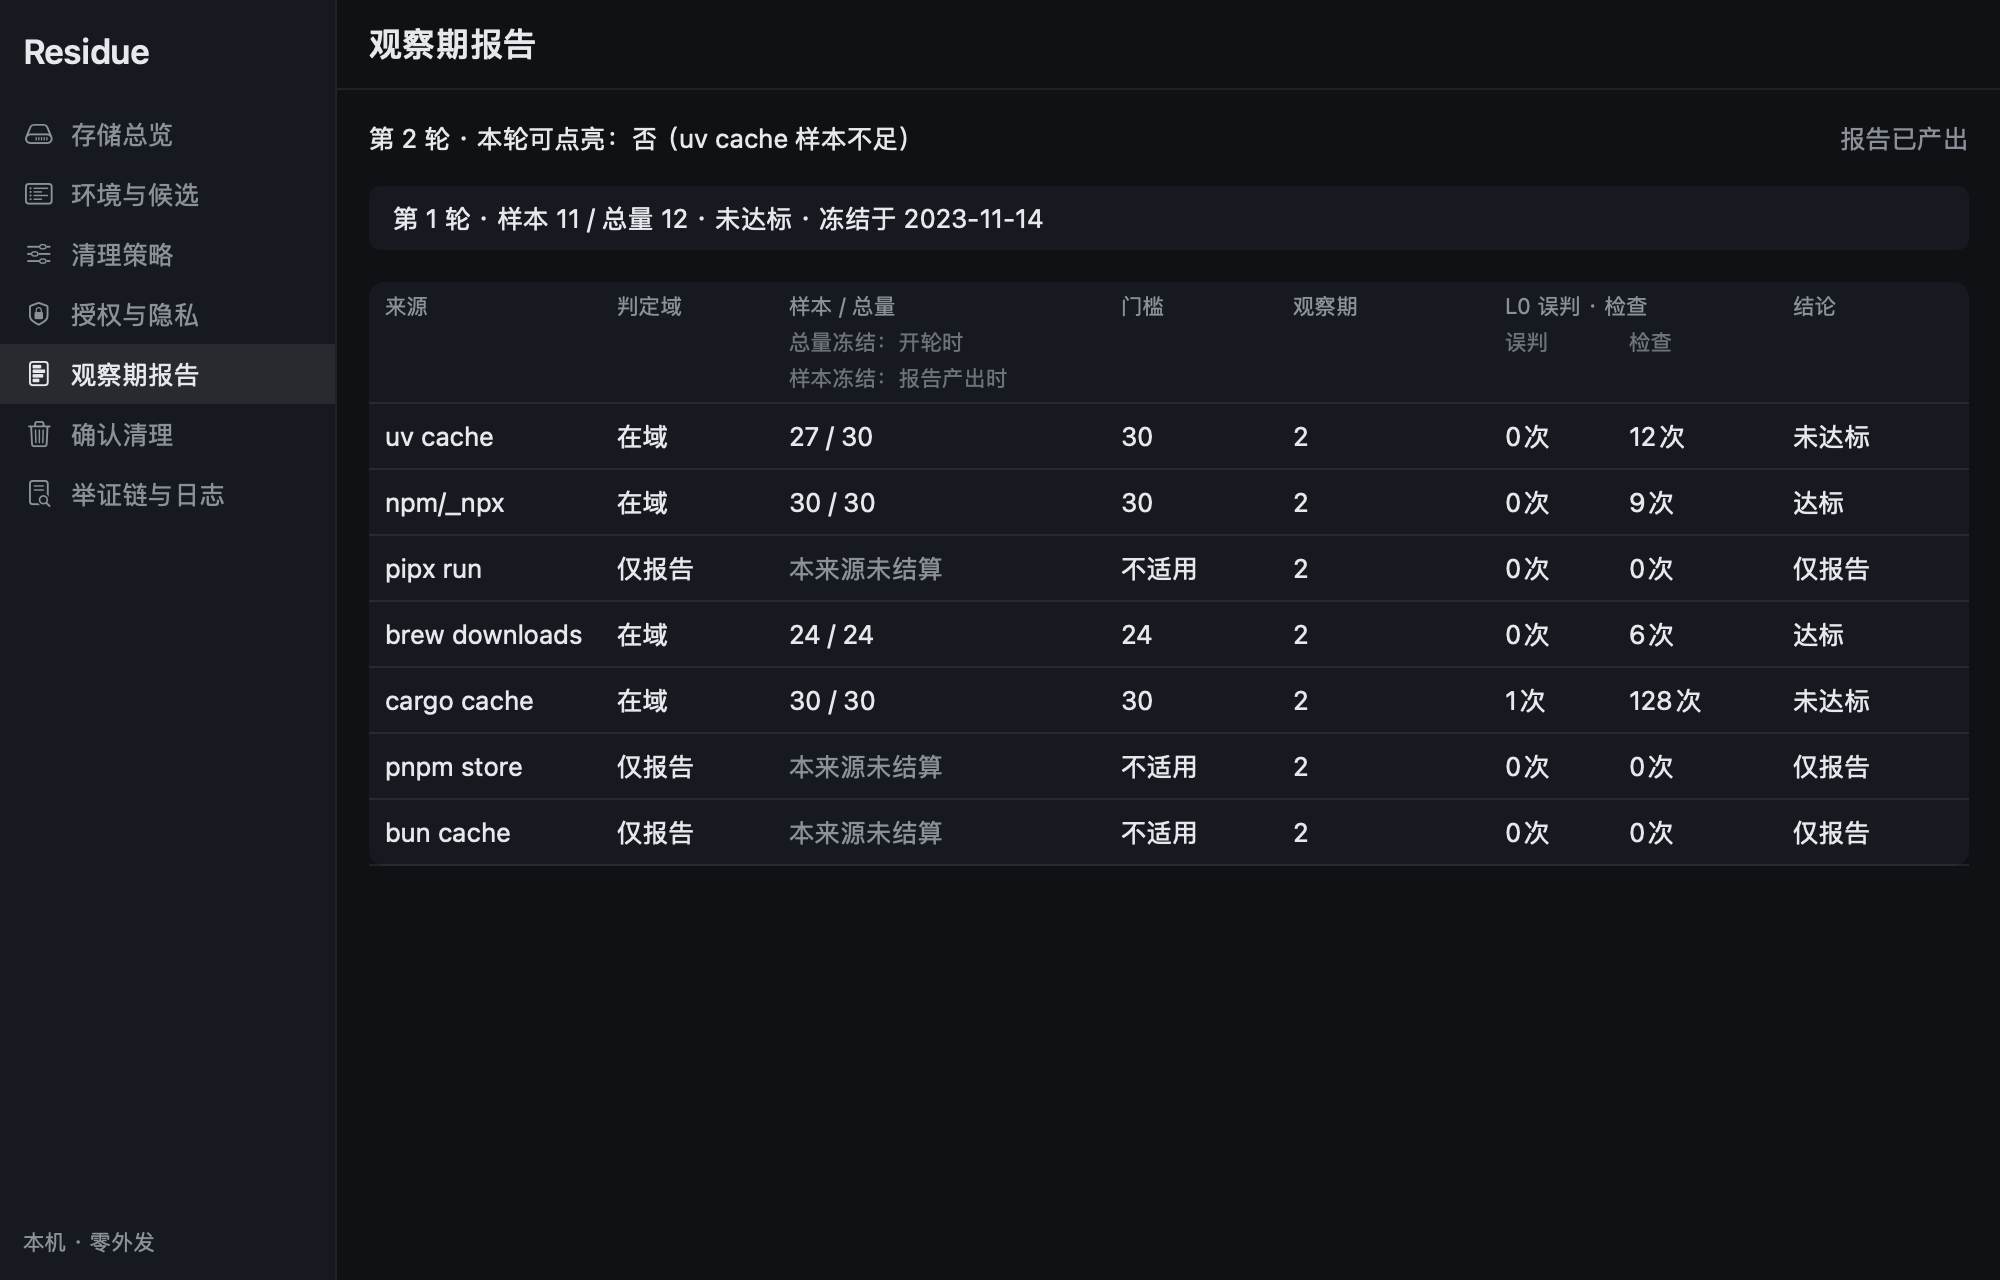 Residue
存储总览
环境与候选
清理策略
授权与隐私
观察期报告
确认清理
举证链与日志
本机 · 零外发
观察期报告
第 2 轮 · 本轮可点亮：否（uv cache 样本不足）
报告已产出
第 1 轮 · 样本 11 / 总量 12 · 未达标 · 冻结于 2023-11-14
来源 判定域 样本 / 总量 门槛 观察期 L0 误判 · 检查 结论
总量冻结：开轮时 误判 检查
样本冻结：报告产出时
uv cache 在域 27 / 30 30 2 0次 12次 未达标
npm/_npx 在域 30 / 30 30 2 0次 9次 达标
pipx run 仅报告 本来源未结算 不适用 2 0次 0次 仅报告
brew downloads 在域 24 / 24 24 2 0次 6次 达标
cargo cache 在域 30 / 30 30 2 1次 128次 未达标
pnpm store 仅报告 本来源未结算 不适用 2 0次 0次 仅报告
bun cache 仅报告 本来源未结算 不适用 2 0次 0次 仅报告